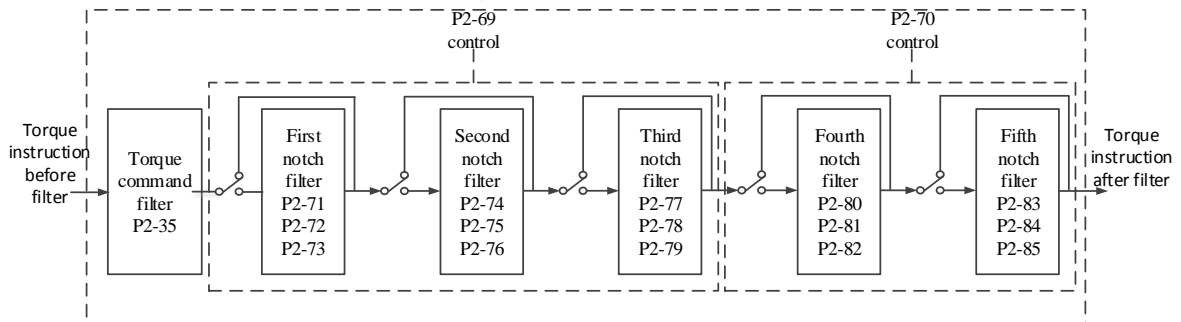 P2-69
control
P2-70
control
Torque
instruction
before
filter
Torque
command
filter
P2-35
First
notch
filter
P2-71
P2-72
P2-73
Second
notch
filter
P2-74
P2-75
P2-76
Third
notch
filter
P2-77
P2-78
P2-79
Fourth
notch
filter
P2-80
P2-81
P2-82
Fifth
notch
filter
P2-83
P2-84
P2-85
Torque
instruction
after filter